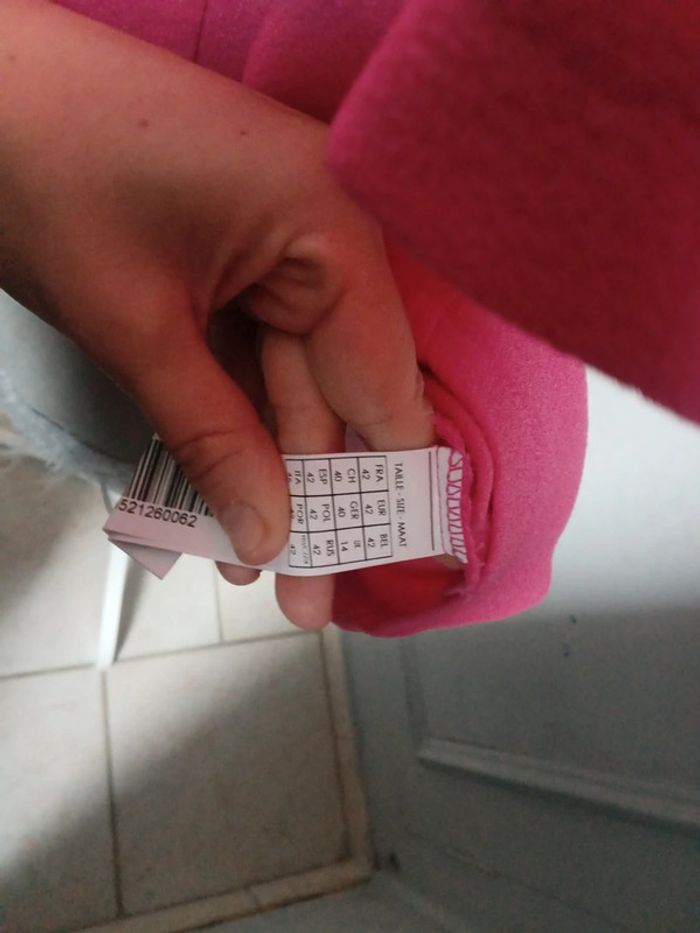 TAILLE - SIZE - MAAT
FRA EUR BEL
42 42 42
CH GER UK
40 40 14
ESP POL RUS
42 42 42
ITA POR
42
521260062